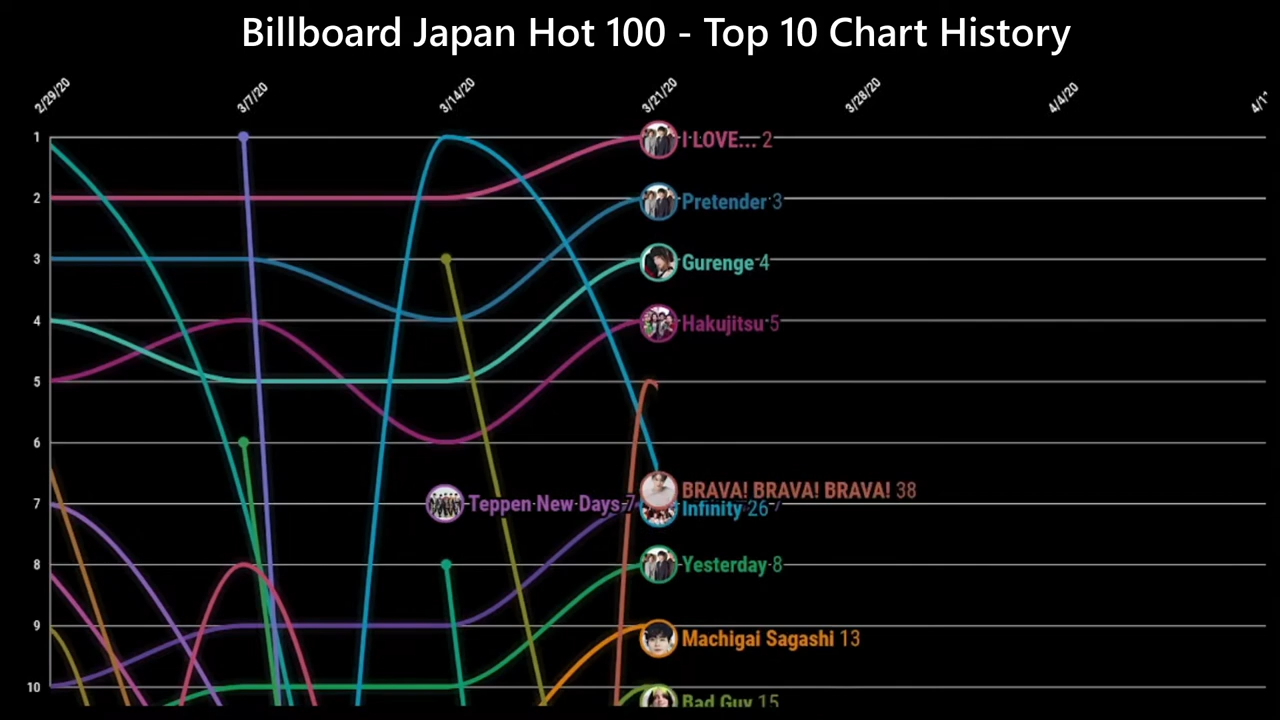 Billboard Japan Hot 100 - Top 10 Chart History
2/29/20
3/7/20
3/14/20
3/21/20
3/28/20
4/4/20
1
I LOVE... 2
2
Pretender 3
3
Gurenge 4
4
Hakujitsu 5
5
6
BRAVA! BRAVA! BRAVA! 38
7
Teppen New Days 7
Infinity 26
8
Yesterday 8
9
Machigai Sagashi 13
10
Bad Guy 15